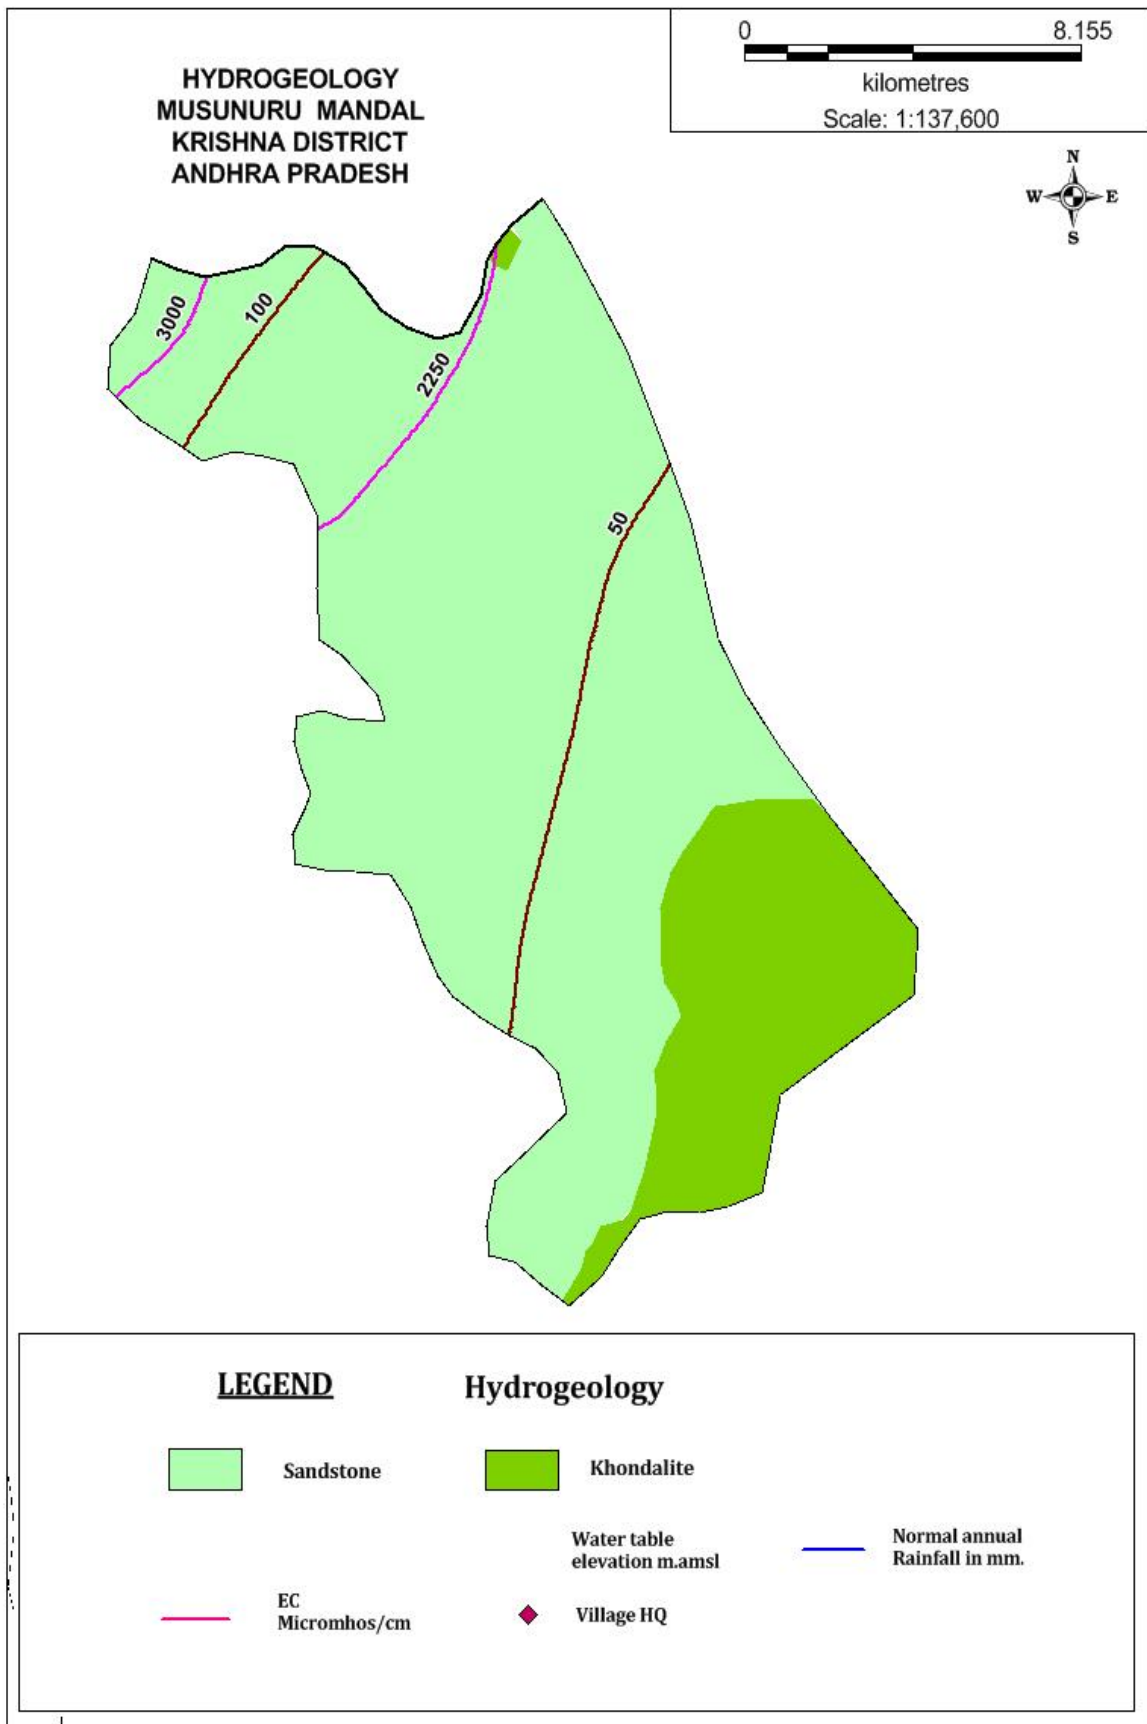 0 8.155
kilometres
Scale: 1:137,600
HYDROGEOLOGY
MUSUNURU MANDAL
KRISHNA DISTRICT
ANDHRA PRADESH
N
W E
S
3000
100
2250
50
LEGEND Hydrogeology
Sandstone Khondalite
Water table
elevation m.amsl
Normal annual
Rainfall in mm.
EC
Micromhos/cm
Village HQ